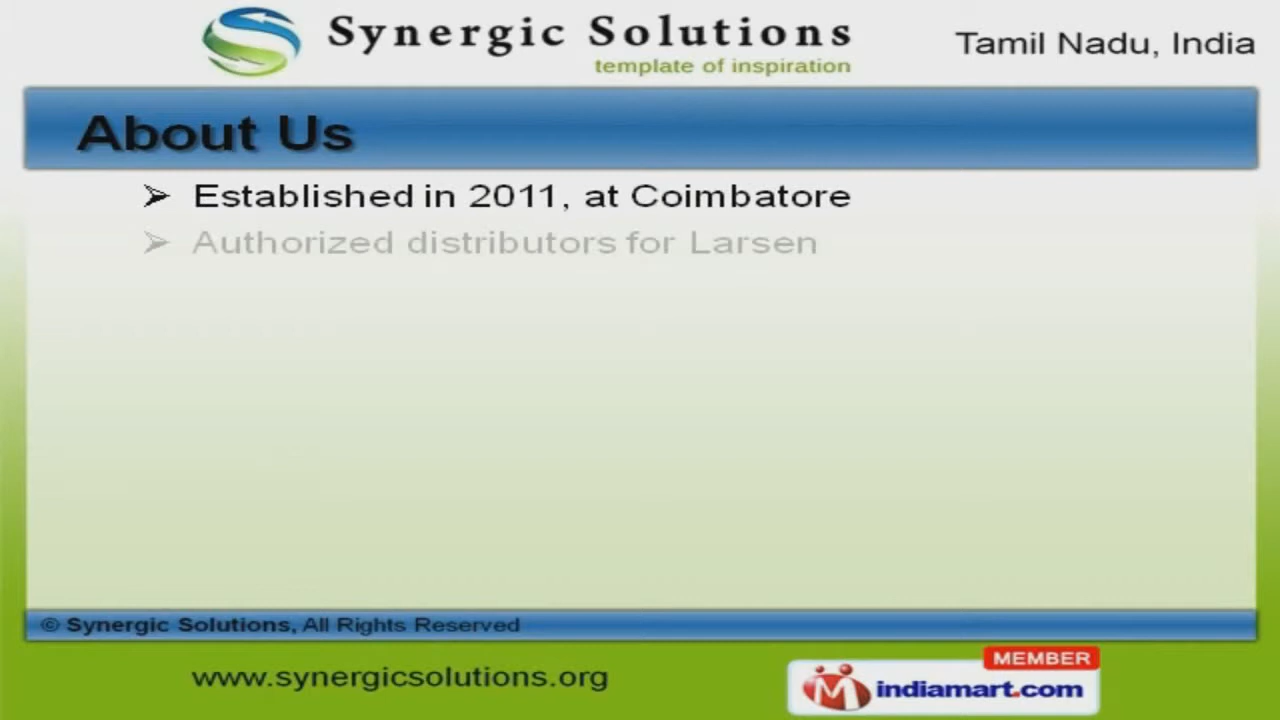 Synergic Solutions
template of inspiration
Tamil Nadu, India
About Us
➢ Established in 2011, at Coimbatore
➢ Authorized distributors for Larsen
© Synergic Solutions, All Rights Reserved
www.synergicsolutions.org
MEMBER
indiamart.com